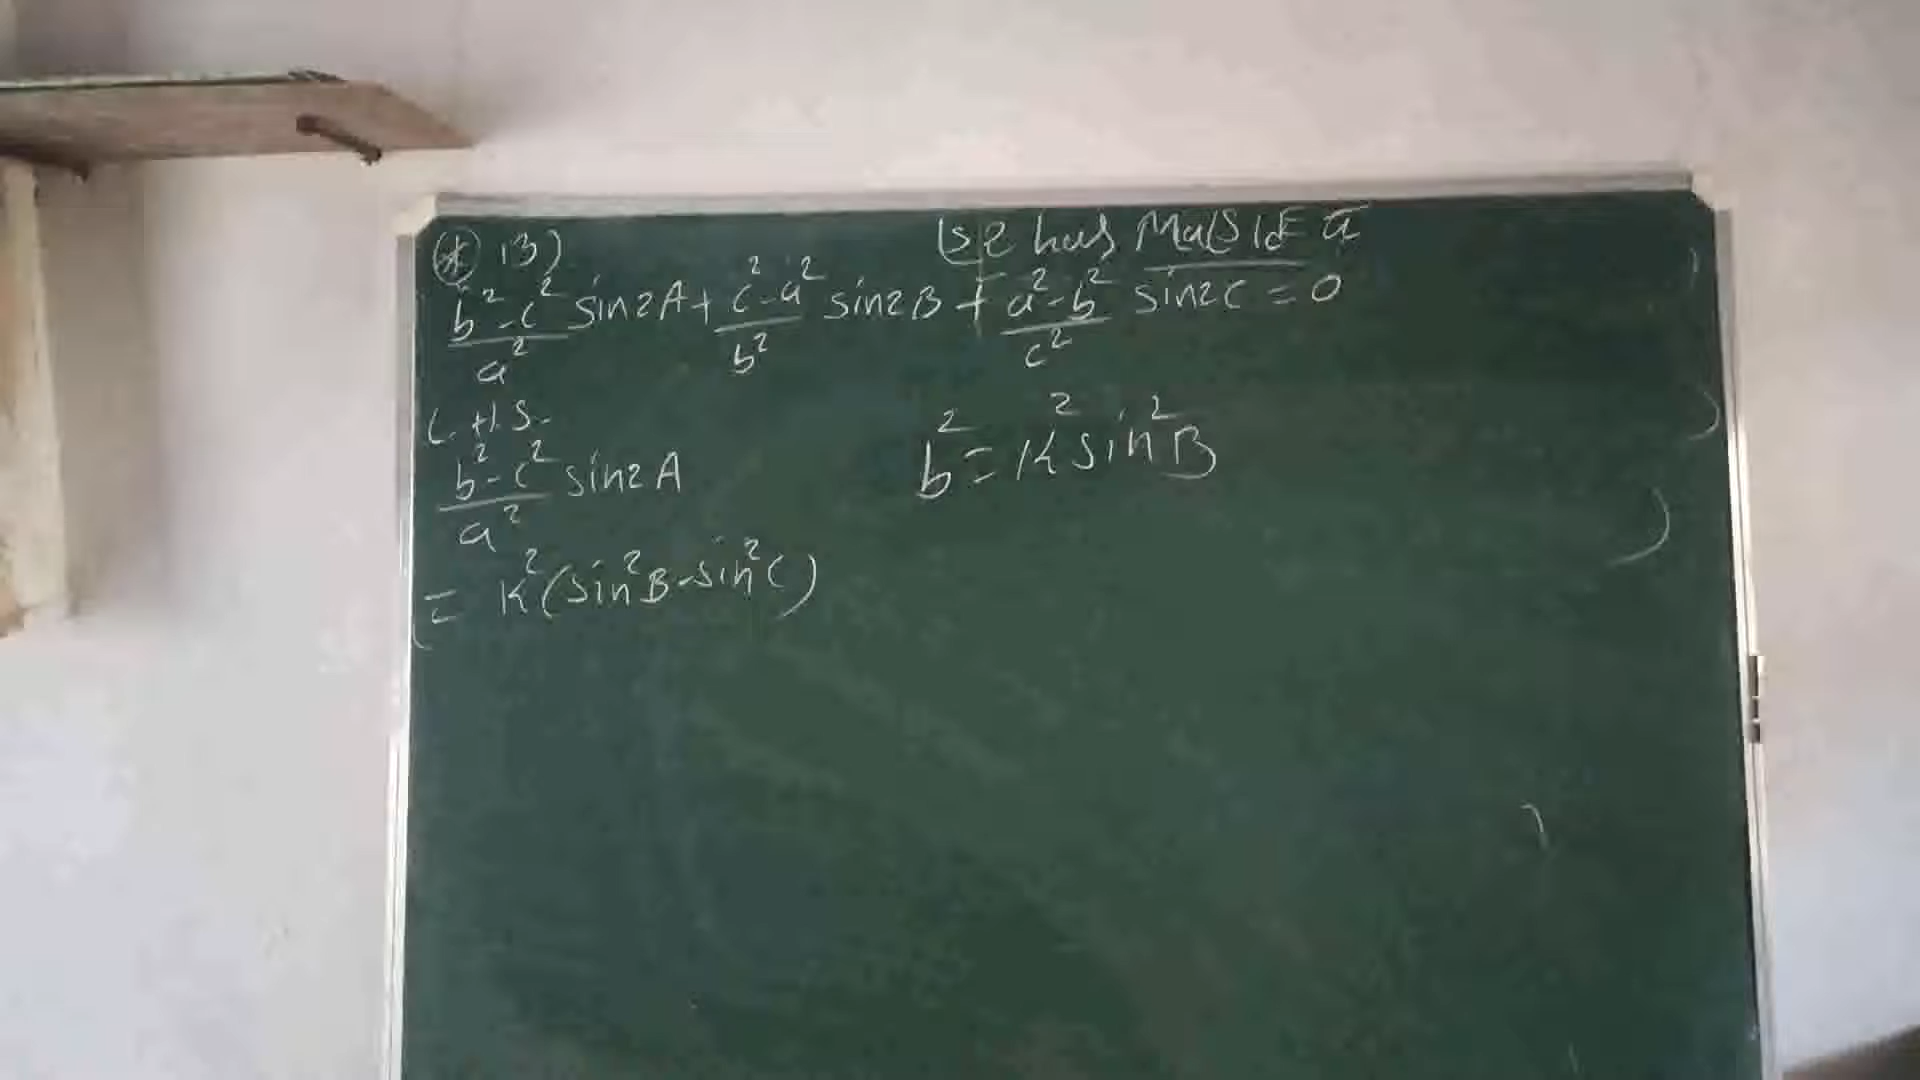 * 13)
b²-c²/a² sin2A + c²-a²/b² sin2B + a²-b²/c² sin2C = 0
L.H.S.
b²-c²/a² sin2A
b² = K² sin²B
= K²(sin²B-sin²C)